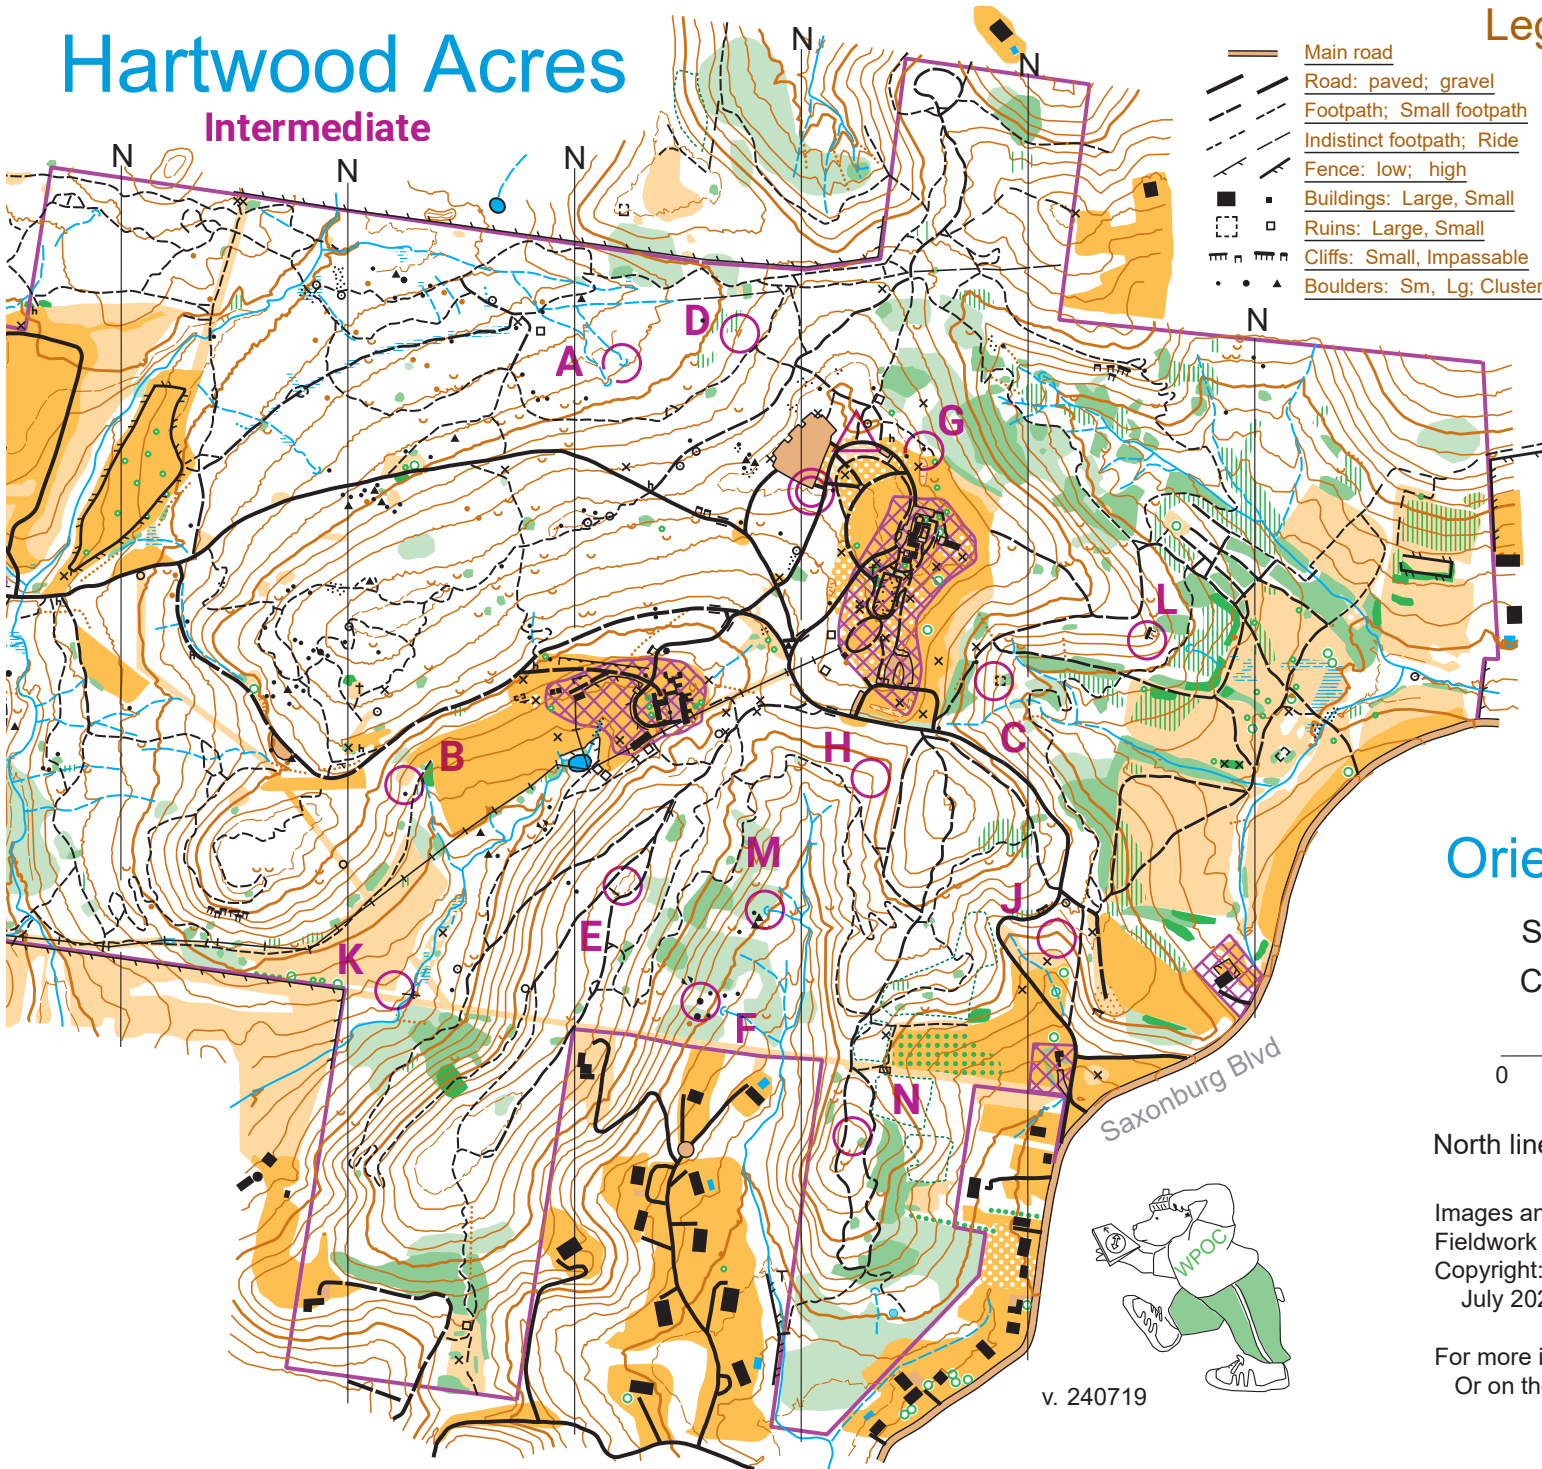 Hartwood Acres
Intermediate
Leg
Main road
Road: paved; gravel
Footpath; Small footpath
Indistinct footpath; Ride
Fence: low; high
Buildings: Large, Small
Ruins: Large, Small
Cliffs: Small, Impassable
Boulders: Sm, Lg; Cluster
N
N
N
N
N
N
A
D
G
L
B
H
C
M
E
J
K
F
N
Saxonburg Blvd
Orie
S
C
0
North line
Images an
Fieldwork
Copyright:
July 202
For more i
Or on the
WPOC
v. 240719